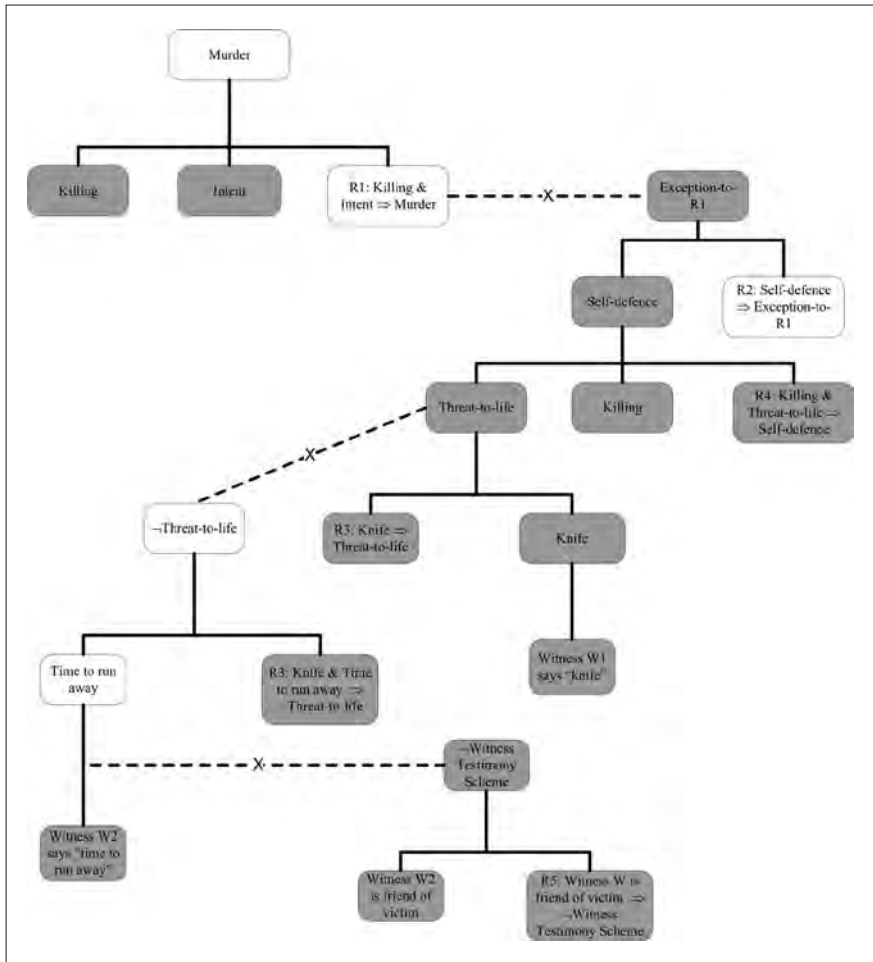 Murder
Killing
Intent
R1: Killing &
Intent ⇒ Murder
X
Exception-to-
R1
Self-defence
R2: Self-defence
⇒ Exception-to-
R1
Threat-to-life
Killing
R4: Killing &
Threat-to-life ⇒
Self-defence
X
¬Threat-to-life
R3: Knife ⇒
Threat-to-life
Knife
Time to run
away
R3: Knife & Time
to run away ⇒
¬Threat-to-life
Witness W1
says "knife"
X
¬Witness
Testimony
Scheme
Witness W2
says "time to
run away"
Witness W2
is friend of
victim
R5: Witness W is
friend of victim ⇒
¬Witness
Testimony Scheme